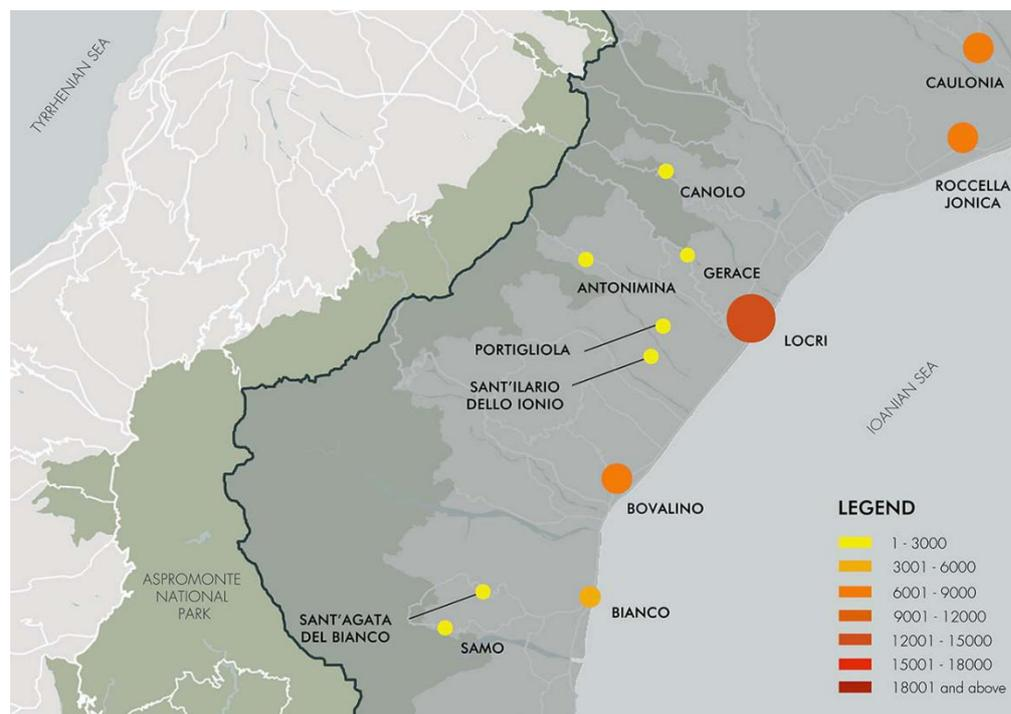 TYRRHENIAN SEA
CAULONIA
ROCCELLA
JONICA
CANOLO
GERACE
ANTONIMINA
LOCRI
PORTIGLIOLA
SANT'ILARIO
DELLO IONIO
IOANIAN SEA
BOVALINO
ASPROMONTE
NATIONAL
PARK
SANT'AGATA
DEL BIANCO
SAMO
BIANCO
LEGEND
1 - 3000
3001 - 6000
6001 - 9000
9001 - 12000
12001 - 15000
15001 - 18000
18001 and above